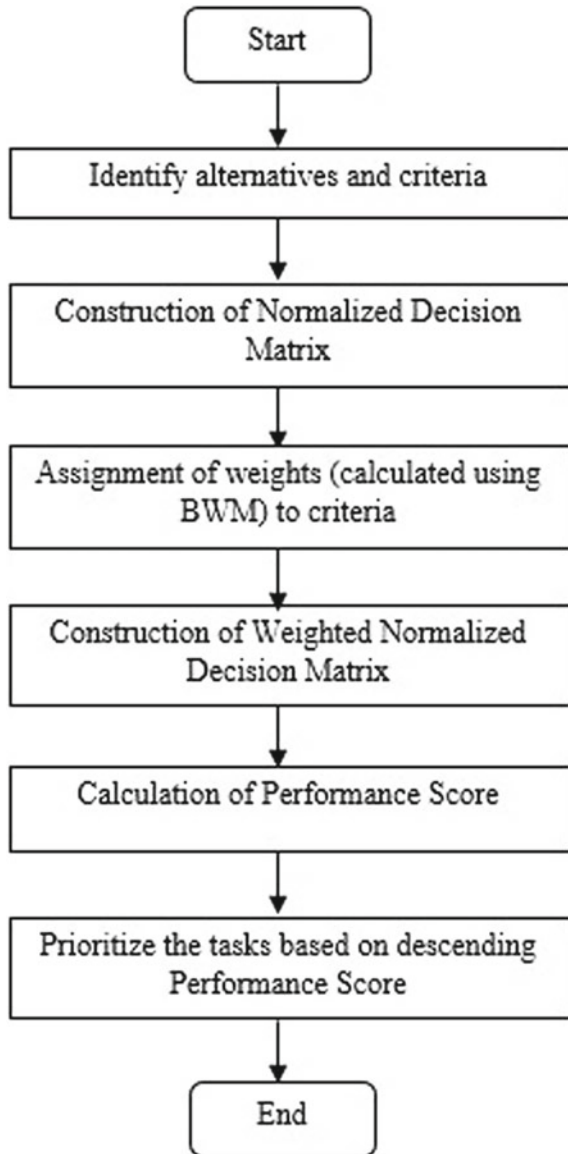 Start
Identify alternatives and criteria
Construction of Normalized Decision
Matrix
Assignment of weights (calculated using
BWM) to criteria
Construction of Weighted Normalized
Decision Matrix
Calculation of Performance Score
Prioritize the tasks based on descending
Performance Score
End